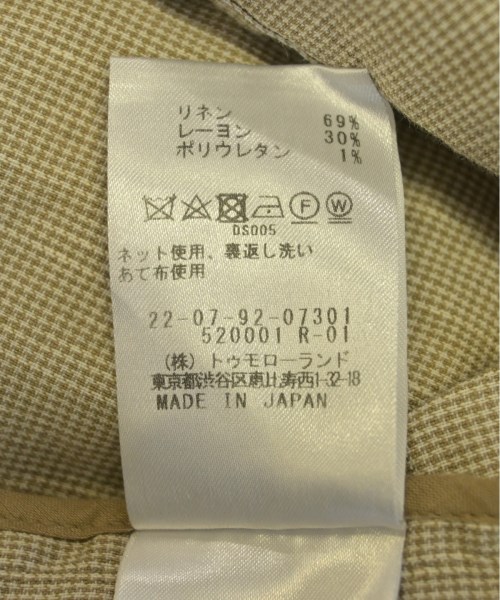 リネン 69%
レーヨン 30%
ポリウレタン 1%
F W
DS005
ネット使用、裏返し洗い
あて布使用
22-07-92-07301
520001 R-01
(株) トゥモローランド
東京都渋谷区恵比寿西1-32-18
MADE IN JAPAN